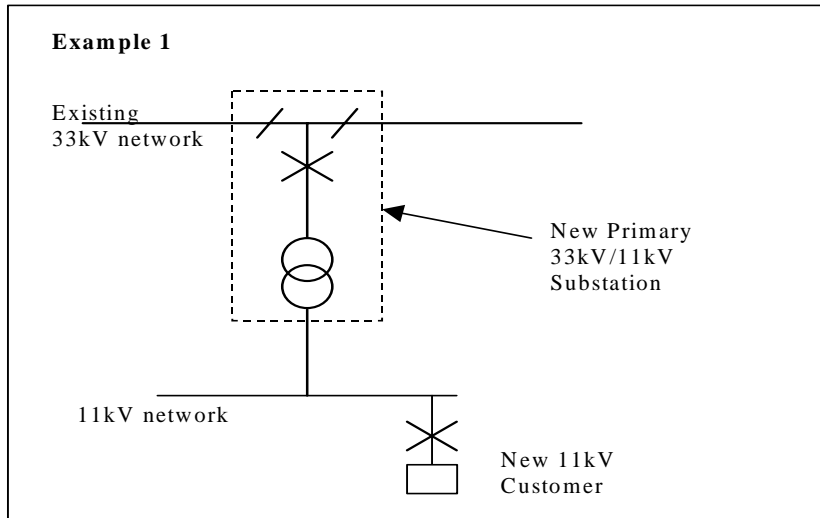 Example 1
Existing
33kV network
New Primary
33kV/11kV
Substation
11kV network
New 11kV
Customer